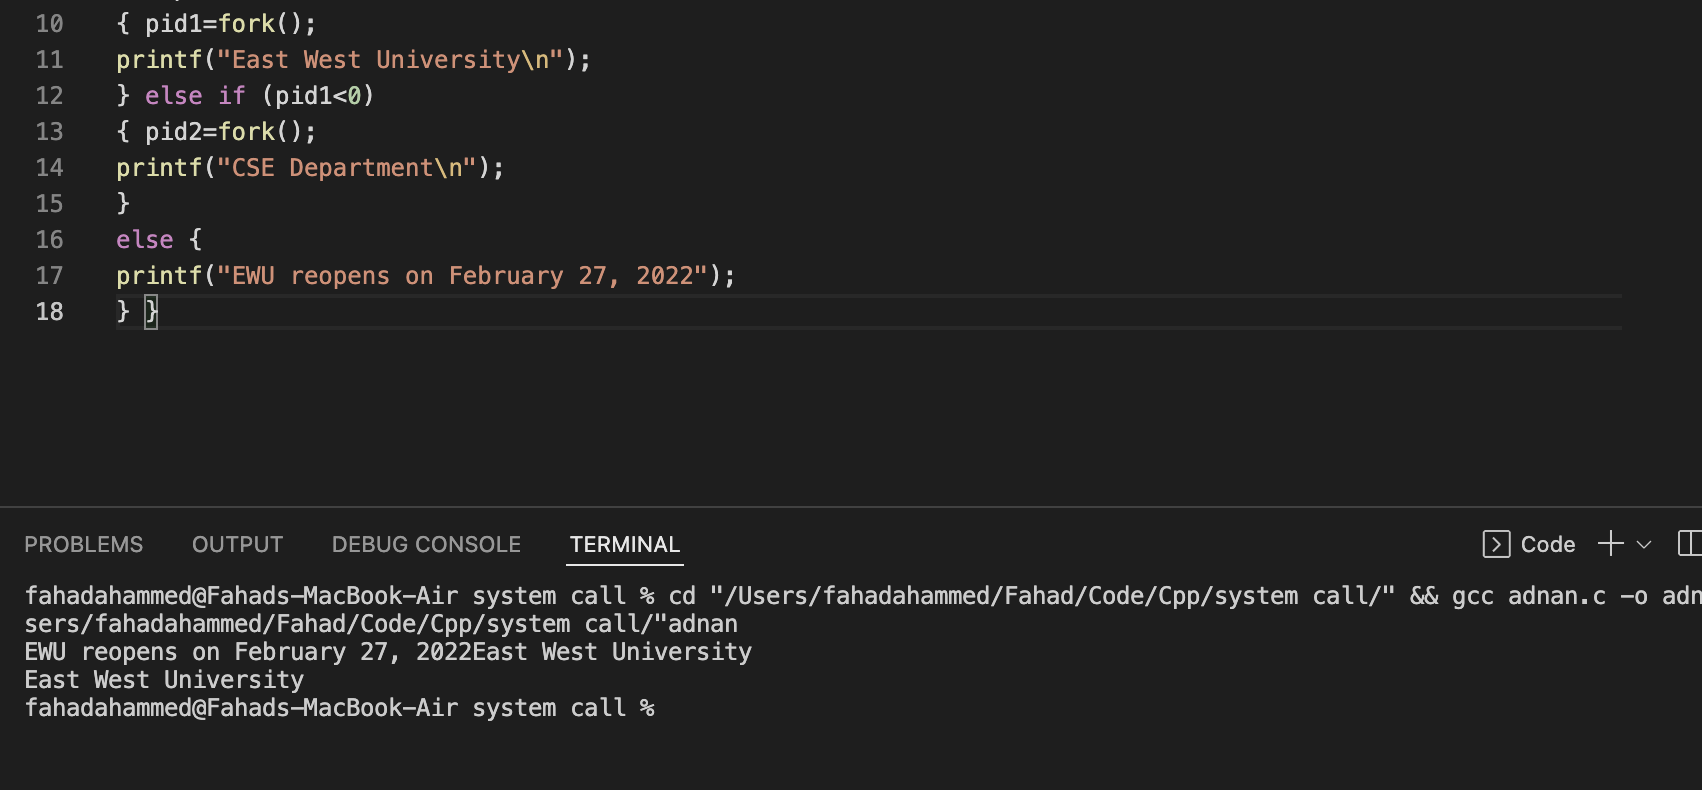 10 { pid1=fork();
11 printf("East West University\n");
12 } else if (pid1<0)
13 { pid2=fork();
14 printf("CSE Department\n");
15 }
16 else {
17 printf("EWU reopens on February 27, 2022");
18 } }
PROBLEMS OUTPUT DEBUG CONSOLE TERMINAL Code
fahadahammed@Fahads-MacBook-Air system call % cd "/Users/fahadahammed/Fahad/Code/Cpp/system call/" && gcc adnan.c -o adn
sers/fahadahammed/Fahad/Code/Cpp/system call/"adnan
EWU reopens on February 27, 2022East West University
East West University
fahadahammed@Fahads-MacBook-Air system call %